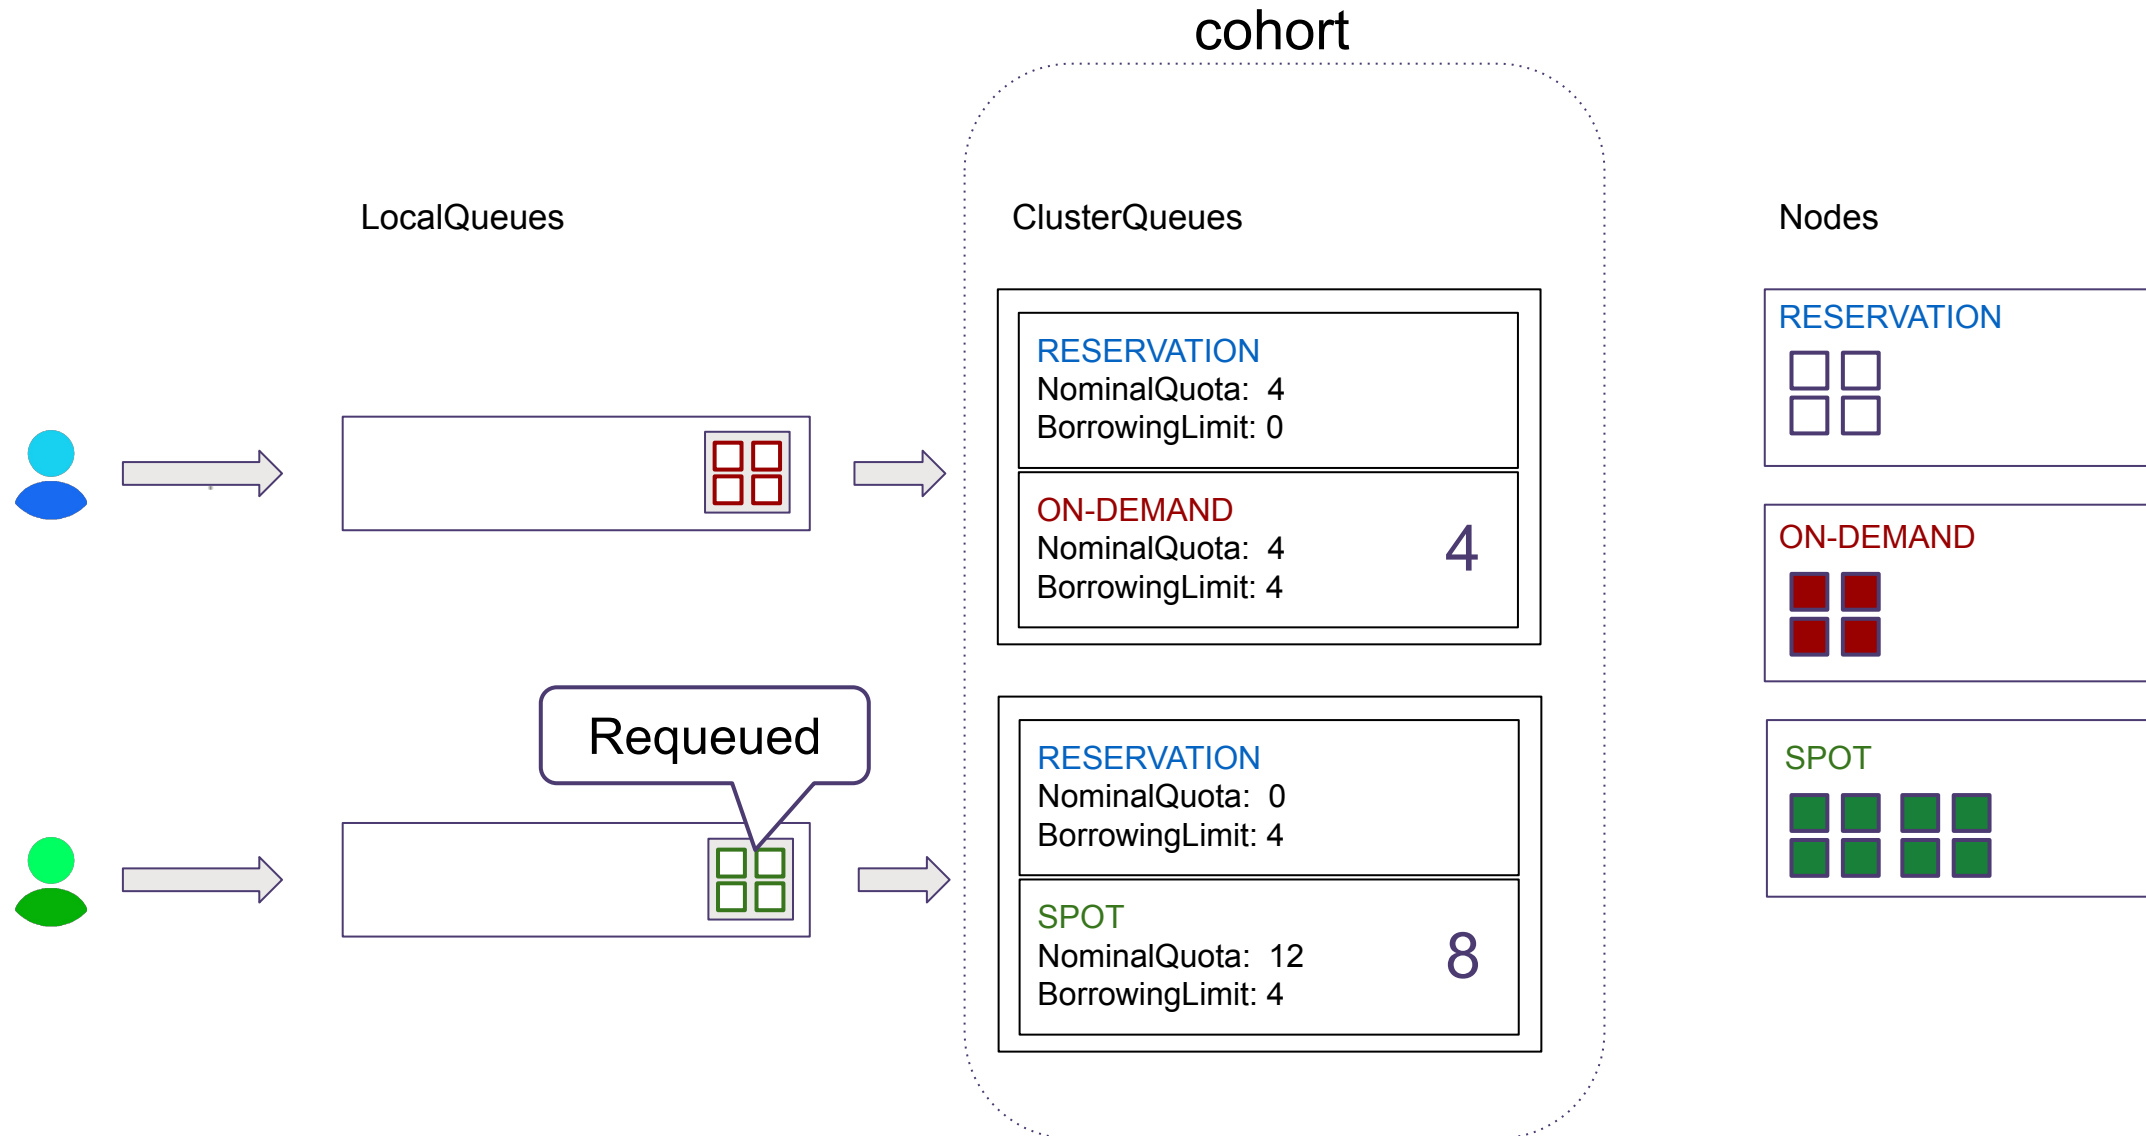 cohort
LocalQueues
ClusterQueues
Nodes
RESERVATION
NominalQuota: 4
BorrowingLimit: 0
ON-DEMAND
NominalQuota: 4
BorrowingLimit: 4
4
Requeued
RESERVATION
NominalQuota: 0
BorrowingLimit: 4
SPOT
NominalQuota: 12
BorrowingLimit: 4
8
RESERVATION
ON-DEMAND
SPOT